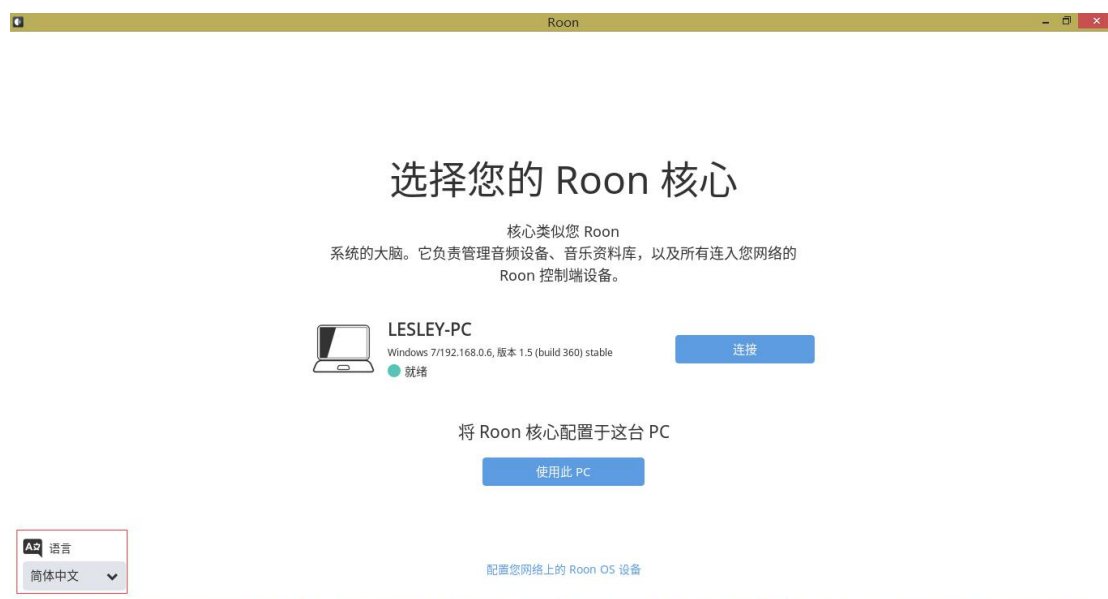 Roon
选择您的 Roon 核心
核心类似您 Roon
系统的大脑。它负责管理音频设备、音乐资料库，以及所有连入您网络的
Roon 控制端设备。
LESLEY-PC
Windows 7/192.168.0.6, 版本 1.5 (build 360) stable
就绪
连接
将 Roon 核心配置于这台 PC
使用此 PC
语言
简体中文
配置您网络上的 Roon OS 设备